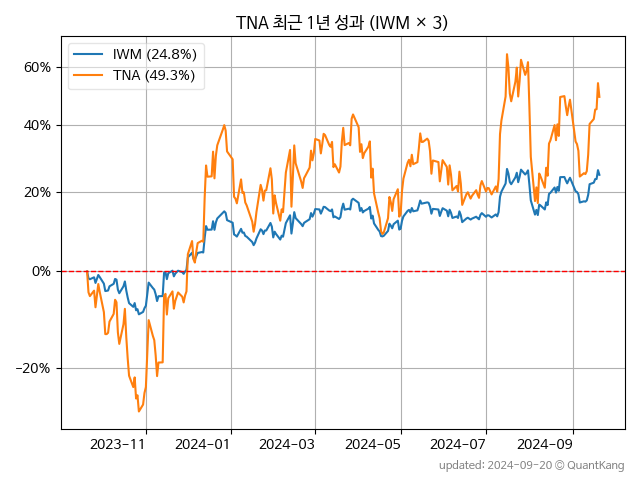 TNA 최근 1년 성과 (IWM × 3)
IWM (24.8%)
TNA (49.3%)
60%
40%
20%
0%
−20%
2023−11
2024−01
2024−03
2024−05
2024−07
2024−09
updated: 2024-09-20 © QuantKang